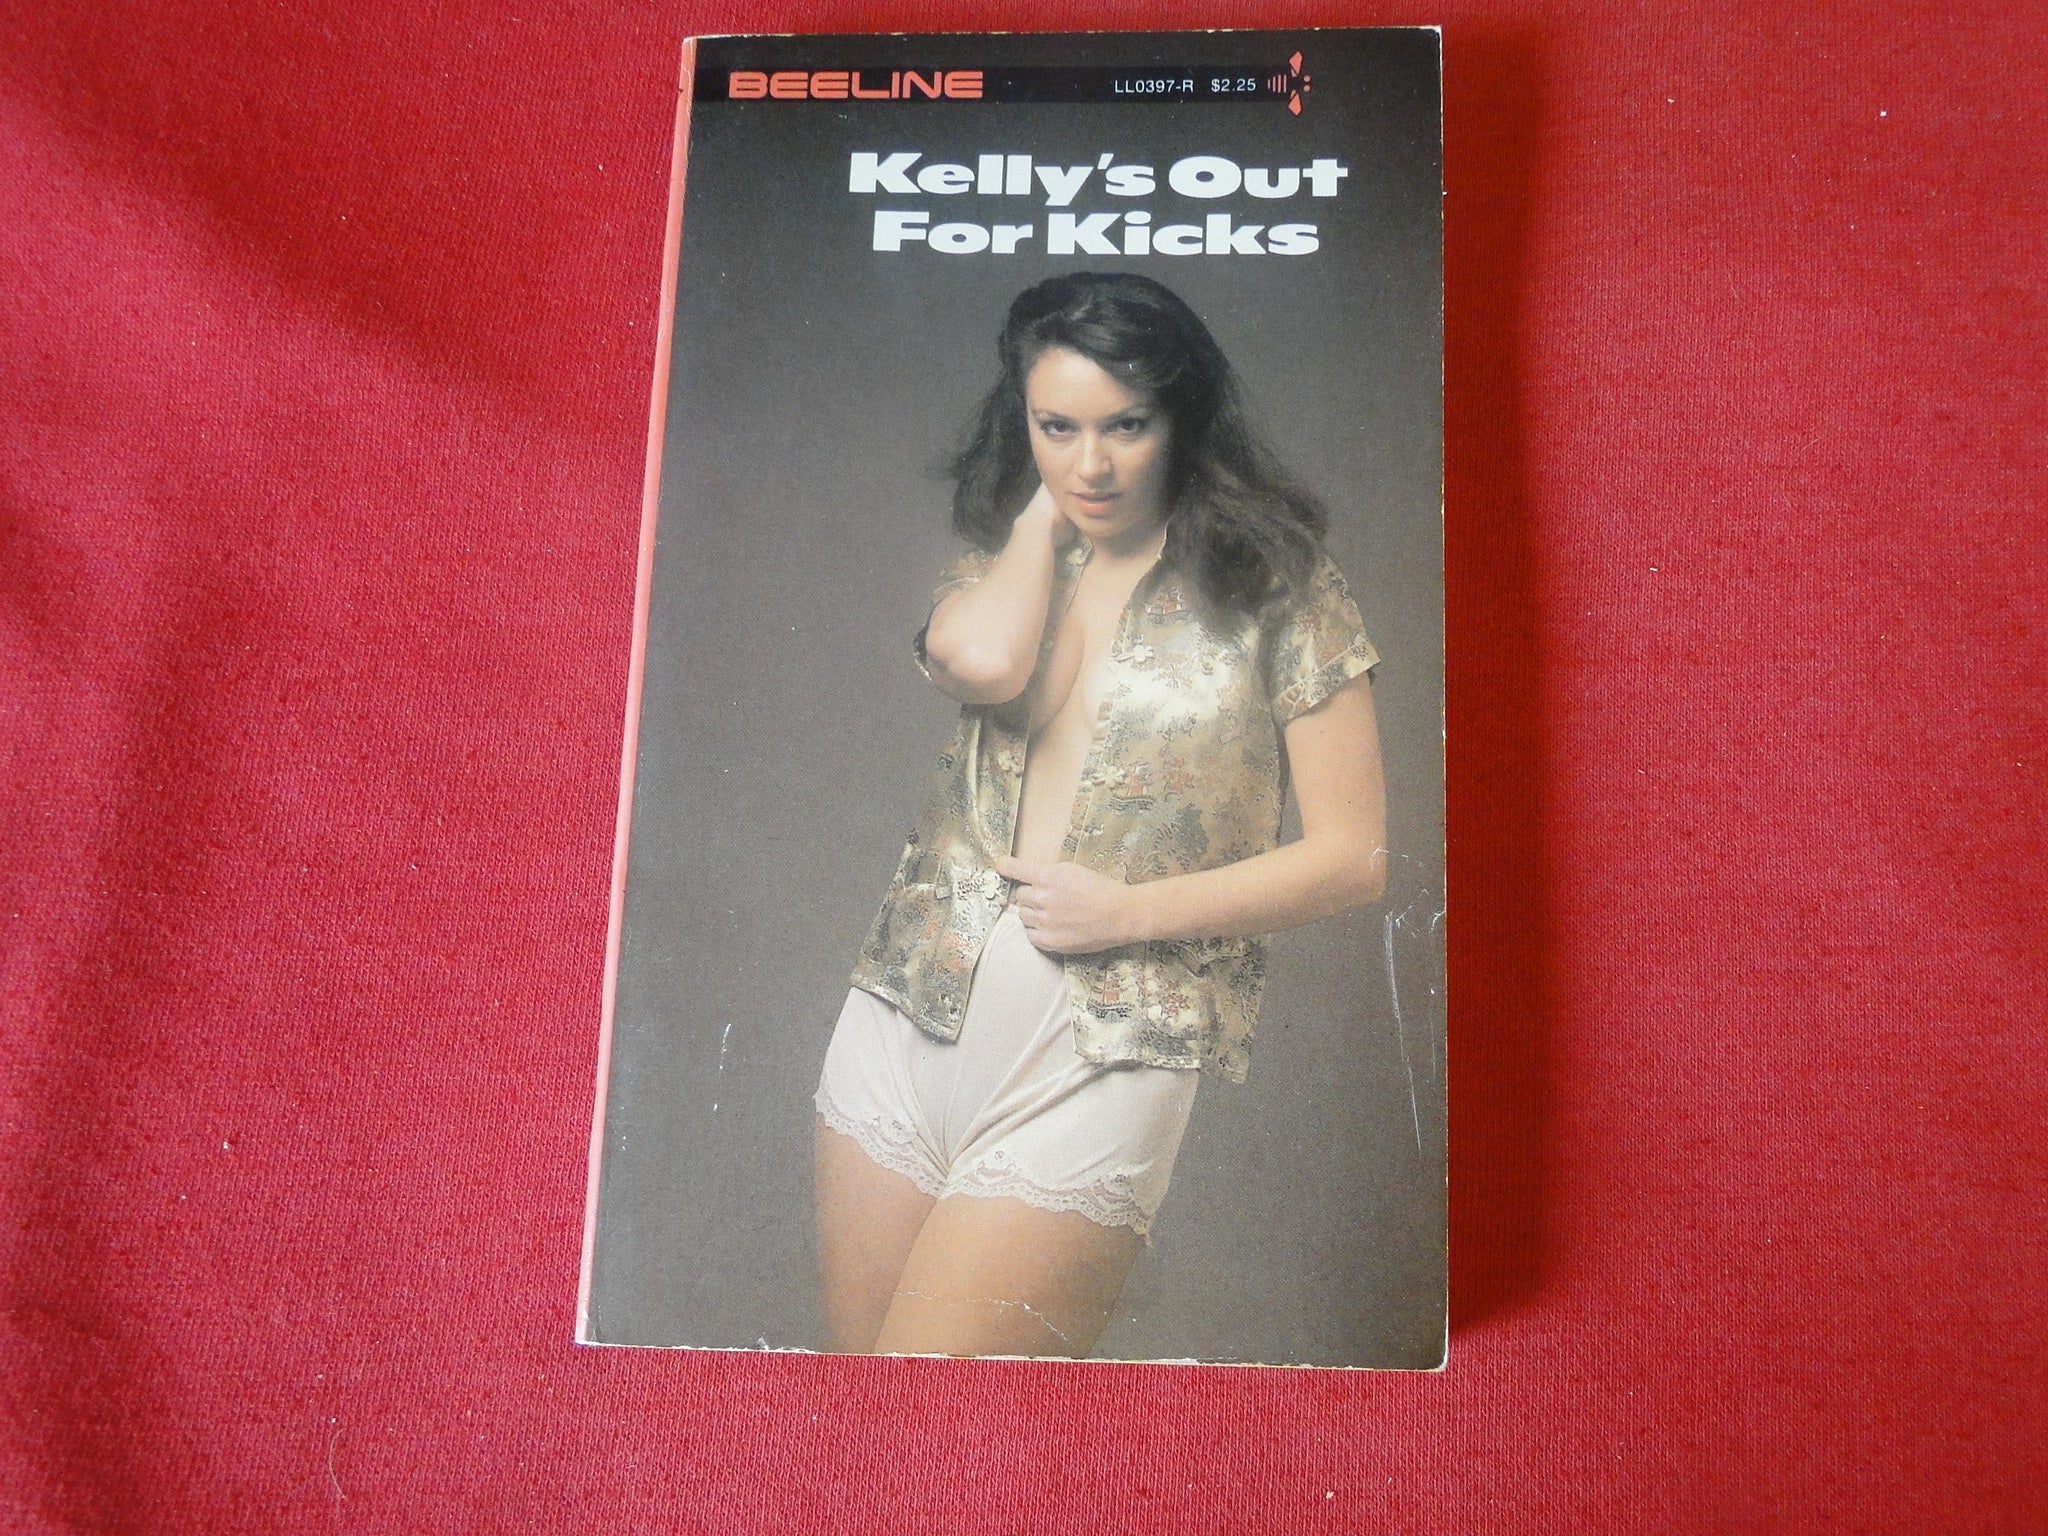 BEELINE LL0397-R $2.25
Kelly's Out
For Kicks